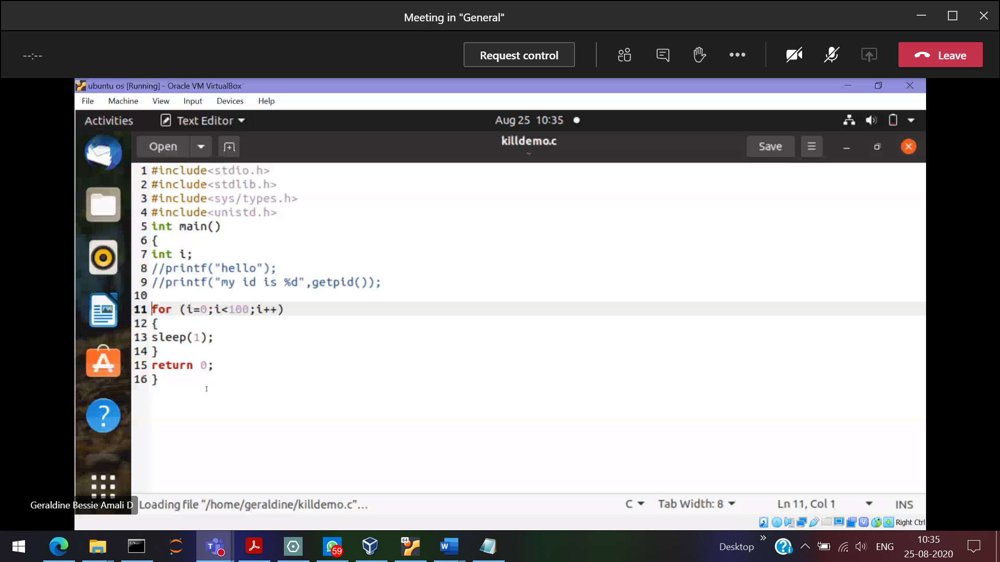 Meeting in "General"
--:--
Request control
Leave
ubuntu os [Running] - Oracle VM VirtualBox
File Machine View Input Devices Help
Activities Text Editor Aug 25 10:35
Open killdemo.c Save
~
1 #include<stdio.h>
2 #include<stdlib.h>
3 #include<sys/types.h>
4 #include<unistd.h>
5 int main()
6 {
7 int i;
8 //printf("hello");
9 //printf("my id is %d",getpid());
10
11 for (i=0;i<100;i++)
12 {
13 sleep(1);
14 }
15 return 0;
16 }
Geraldine Bessie Amali D
Loading file “/home/geraldine/killdemo.c”... C Tab Width: 8 Ln 11, Col 1 INS
Right Ctrl
59
64
Desktop ENG 10:35
25-08-2020